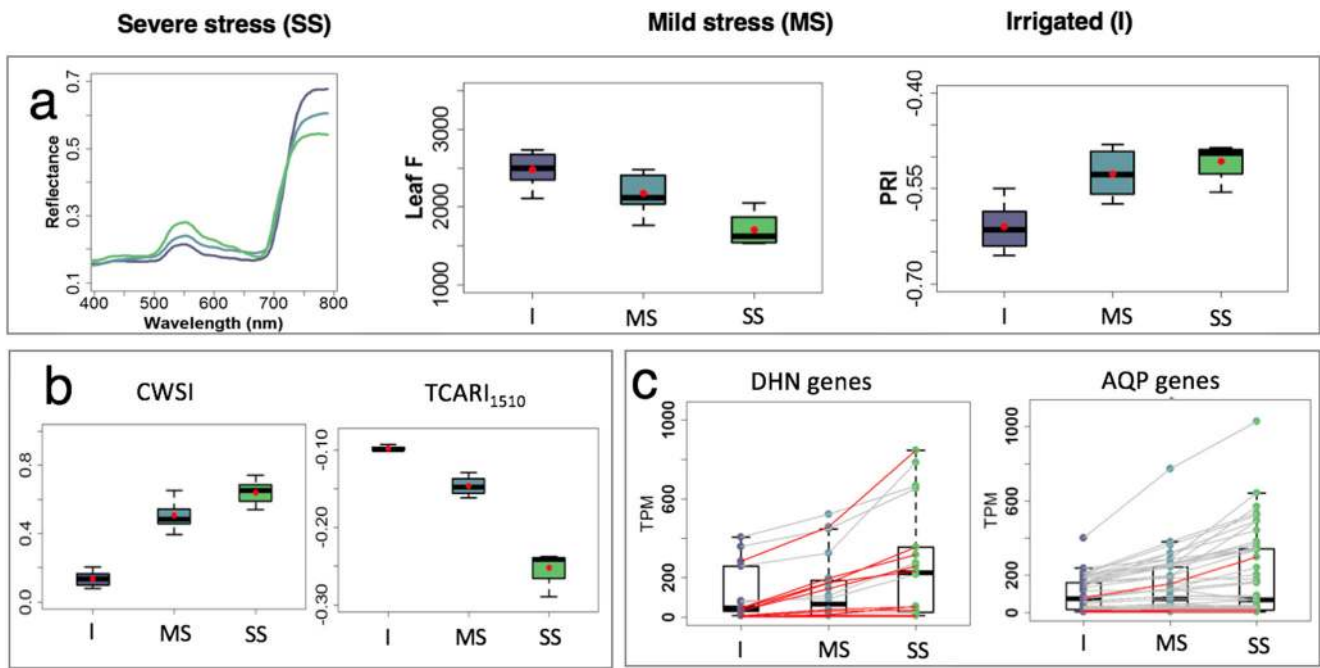 Severe stress (SS)
Mild stress (MS)
Irrigated (I)
a
0.7
0.5
0.3
0.1
Reflectance
400
500
600
700
800
Wavelength (nm)
Leaf F
3000
2000
1000
I
MS
SS
PRI
-0.40
-0.55
-0.70
I
MS
SS
b
CWSI
0.8
0.4
0.0
I
MS
SS
TCARI1510
-0.10
-0.20
-0.30
I
MS
SS
c
DHN genes
TPM
1000
600
200
0
I
MS
SS
AQP genes
TPM
1000
600
200
0
I
MS
SS